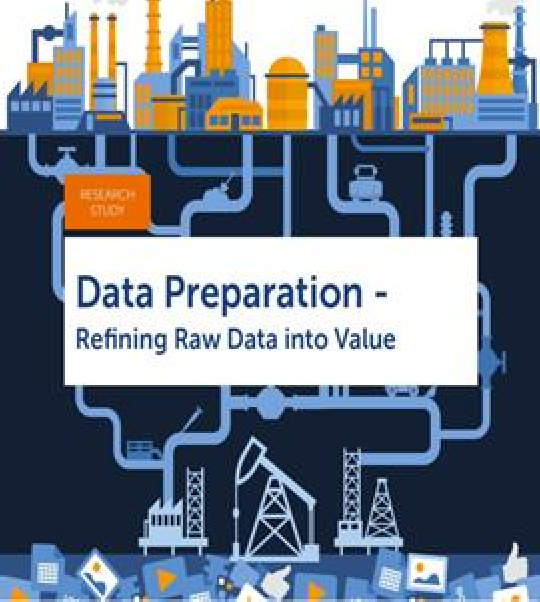 RESEARCH
STUDY
Data Preparation -
Refining Raw Data into Value